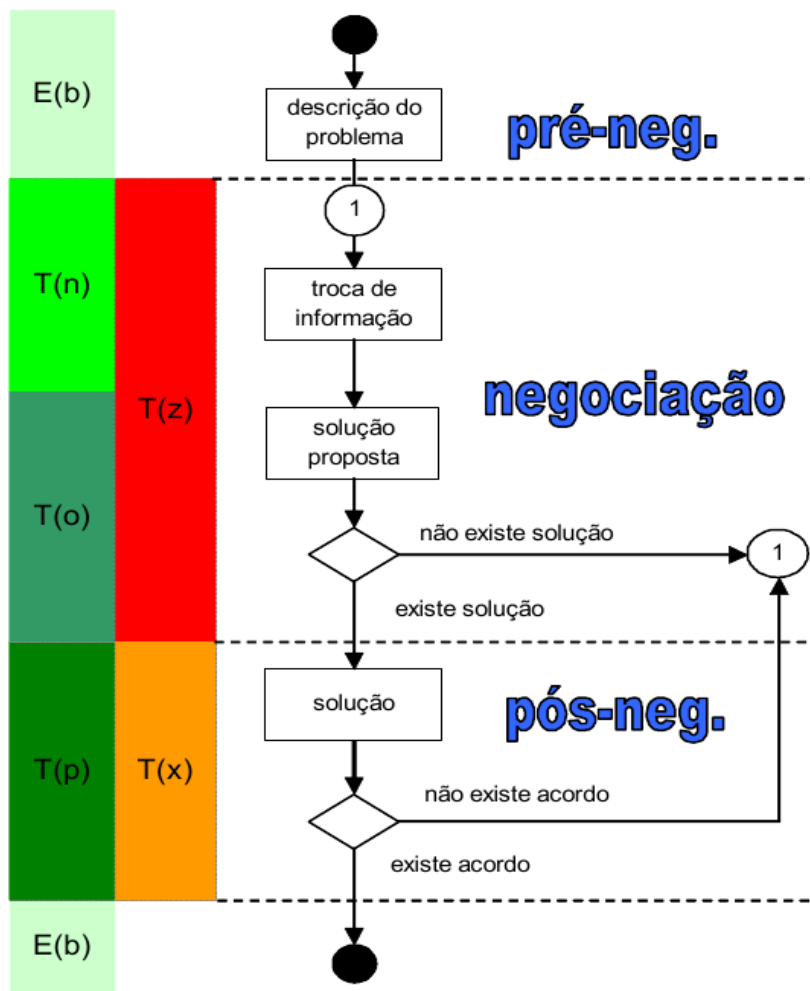 E(b)
descrição do
problema
pré-neg.
1
T(n)
troca de
informação
negociação
T(z)
solução
proposta
T(o)
não existe solução
1
existe solução
solução
pós-neg.
T(p)
T(x)
não existe acordo
existe acordo
E(b)